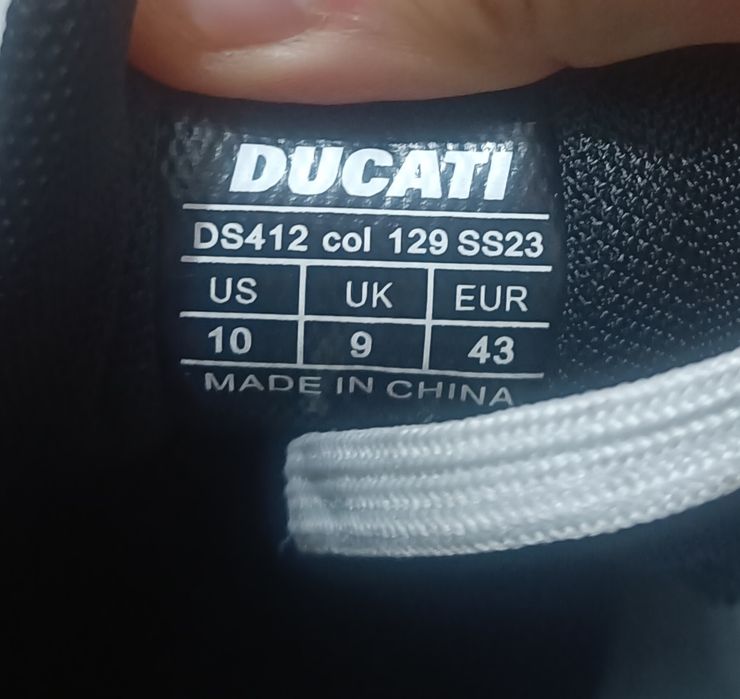 DUCATI
DS412 col 129 SS23
US UK EUR
10 9 43
MADE IN CHINA